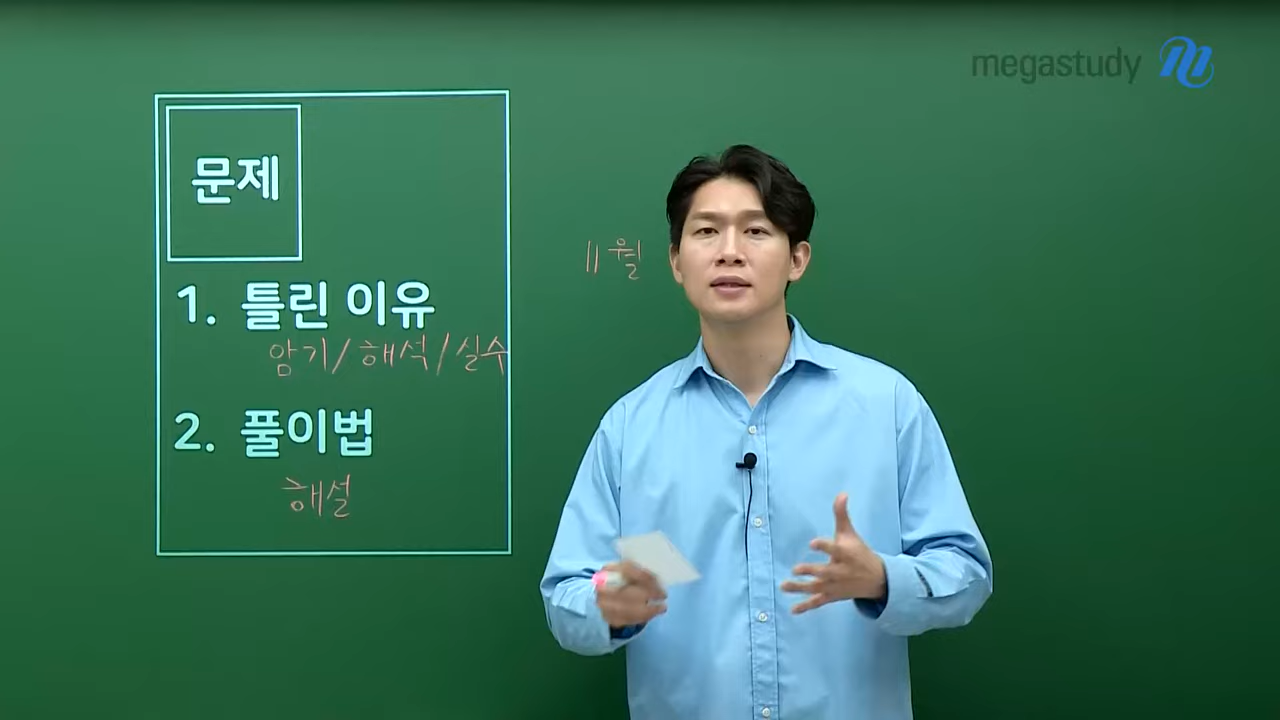 megastudy
문제
11월
1. 틀린 이유
암기/해석/실수
2. 풀이법
해설